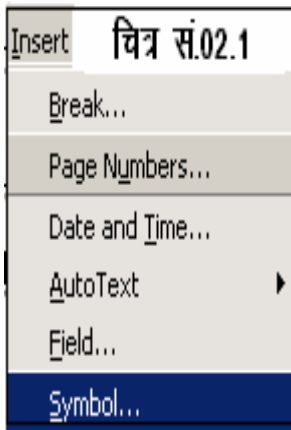 Insert चित्र सं.02.1
Break...
Page Numbers...
Date and Time...
AutoText
Field...
Symbol...